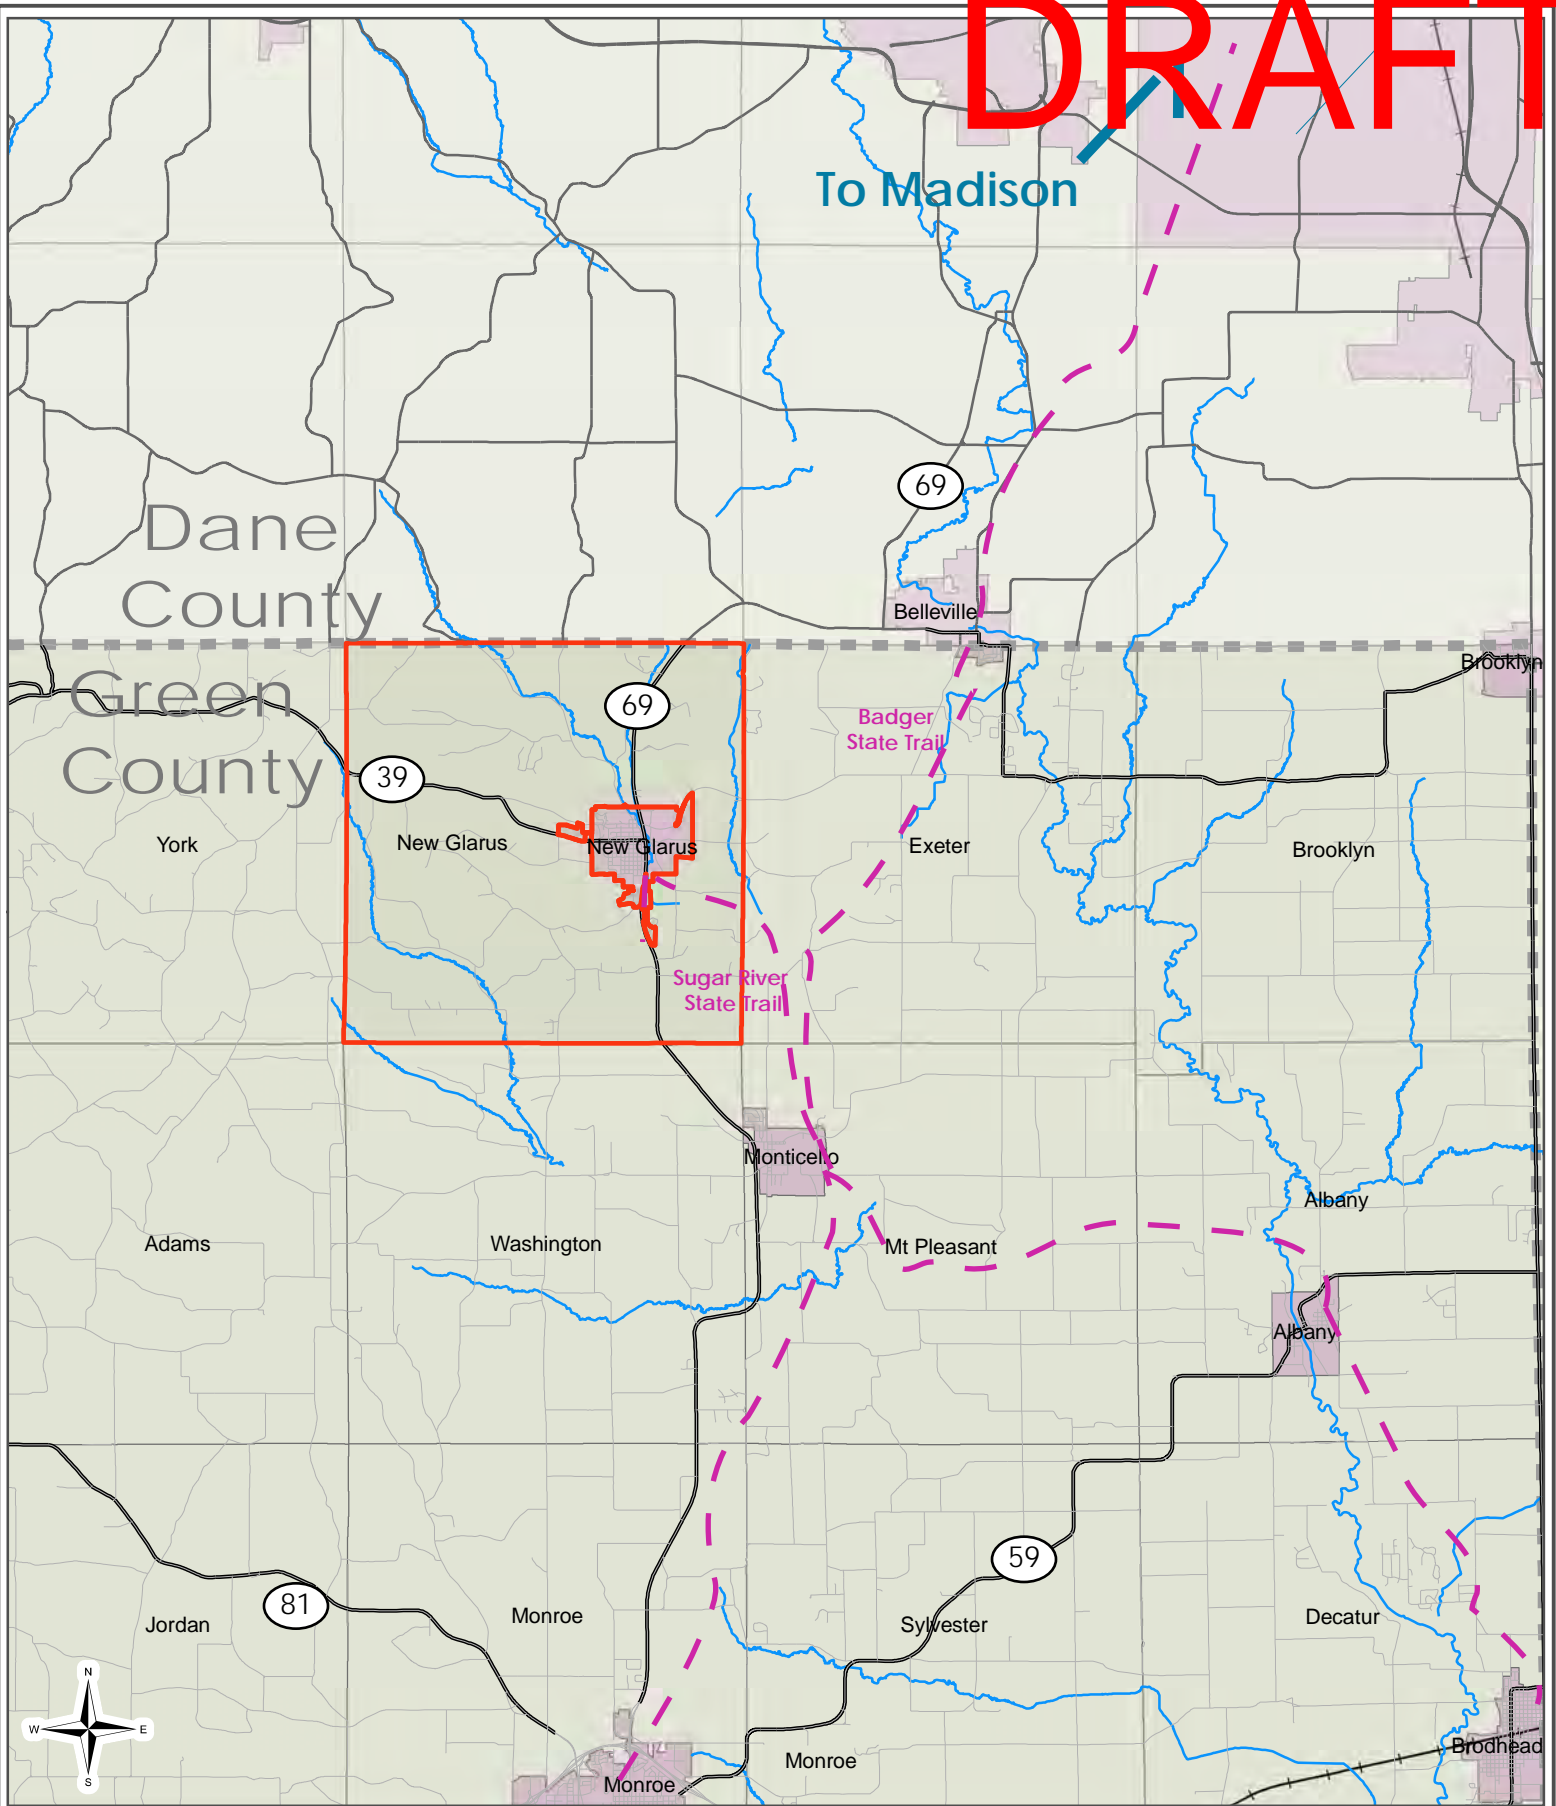 DRAFT
To Madison
69
Dane
County
Belleville
Green
County
Brooklyn
69
Badger
State Trail
39
York
New Glarus
New Glarus
Exeter
Brooklyn
Sugar River
State Trail
Monticello
Albany
Adams
Washington
Mt Pleasant
Albany
59
81
Jordan
Monroe
Sylvester
Decatur
N
W
E
S
Monroe
Monroe
Brodhead